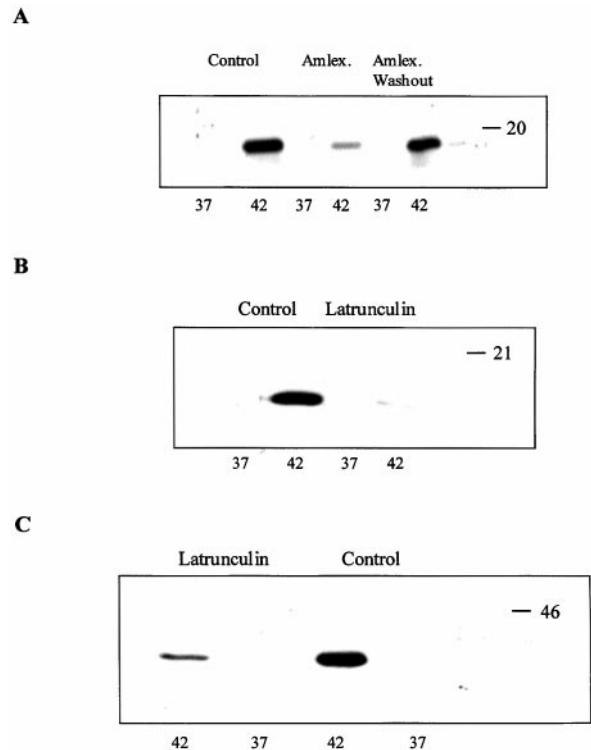 A
Control Amlex. Amlex. Washout
— 20
37 42 37 42 37 42
B
Control Latrunculin
— 21
37 42 37 42
C
Latrunculin Control
— 46
42 37 42 37